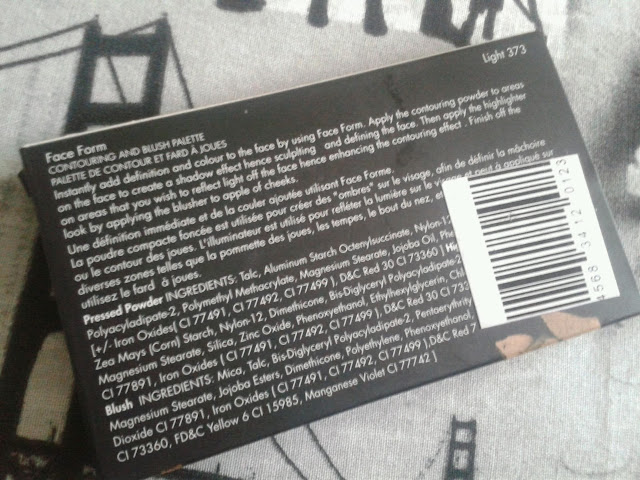 Light 373
Face Form
CONTOURING AND BLUSH PALETTE
PALETTE DE CONTOUR ET FARD À JOUES
Instantly add definition and colour to the face by using Face Form. Apply the contouring powder to areas
on the face to create a shadow effect hence sculpting and defining the face. Then apply the highlighter
on areas that you wish to reflect light off the face hence enhancing the contouring effect . Finish off the
look by applying the blusher to apple of cheeks.
Une définition immédiate et de la couler ajoutée utilisant Face Forme.
La poudre compacte foncée est utilisée pour créer des "ombres" sur le visage, afin de définir la mâchoire
ou le contour des joues. L'illuminateur est utilisé pour refléter la lumière sur le visage et peut à appliqué sur
diverses zones telles que la pommette des joues, les tempes, le bout du nez,
utilisez le fard à joues.
Pressed Powder INGREDIENTS: Talc, Aluminum Starch Octenylsuccinate, Nylon-12
Polyacyladipate-2, Polymethyl Methacrylate, Magnesium Stearate, Jojoba Oil,
[+/- Iron Oxides( CI 77491, CI 77492, CI 77499 ), D&C Red 30 CI 73360 ]
Zea Mays (Corn) Starch, Nylon-12, Dimethicone, Bis-Diglyceryl Polyacyladipate-2
Magnesium Stearate, Silica, Zinc Oxide, Phenoxyethanol, Ethylhexylglycerin,
CI 77891, Iron Oxides ( CI 77491, CI 77492, CI 77499 ), D&C Red 30 CI
Blush INGREDIENTS: Mica, Talc, Bis-Diglyceryl Polyacyladipate-2, Pentaerythrity
Magnesium Stearate, Jojoba Esters, Dimethicone, Polyethylene, Phenoxyethanol,
Dioxide CI 77891, Iron Oxides ( CI 77491, CI 77492, CI 77499 ),D&C Red 7
CI 73360, FD&C Yellow 6 CI 15985, Manganese Violet CI 77742 ]
4568 3412 0123